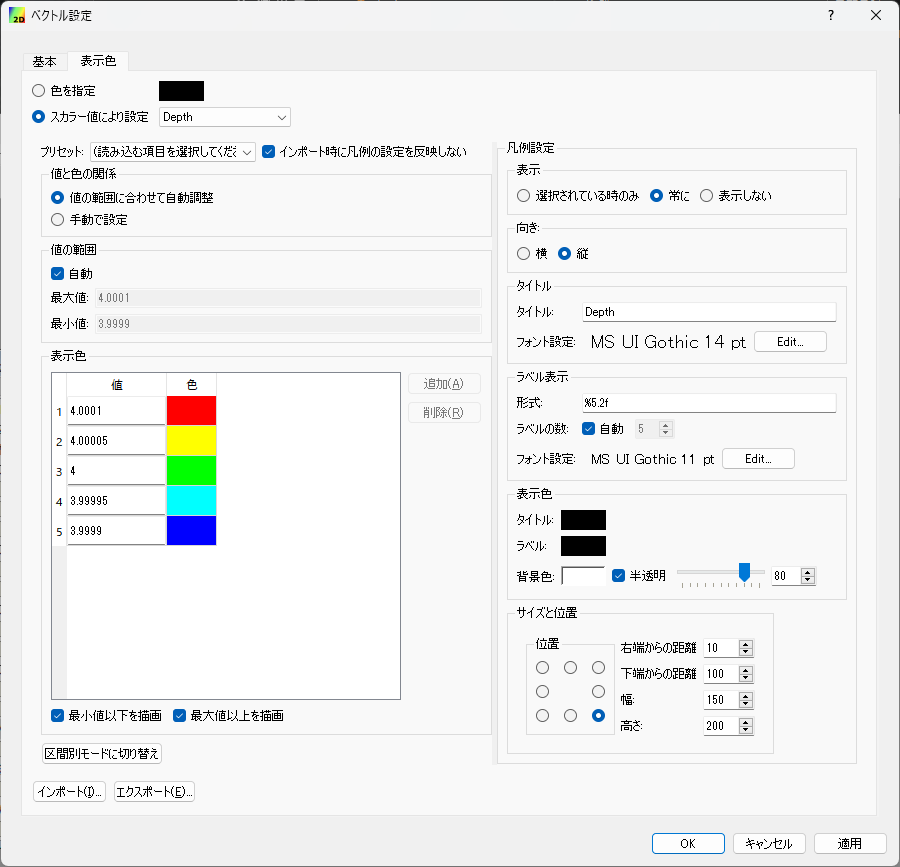 2D ベクトル設定 ?
基本 表示色
色を指定
スカラー値により設定 Depth
プリセット: (読み込む項目を選択してくだ インポート時に凡例の設定を反映しない
値と色の関係
値の範囲に合わせて自動調整
手動で設定
値の範囲
自動
最大値: 4.0001
最小値: 3.9999
表示色
値 色
1 4.0001
2 4.00005
3 4
4 3.99995
5 3.9999
追加(A)
削除(R)
最小値以下を描画 最大値以上を描画
区間別モードに切り替え
インポート(I)... エクスポート(E)...
凡例設定
表示
選択されている時のみ 常に 表示しない
向き:
横 縦
タイトル
タイトル: Depth
フォント設定: MS UI Gothic 14 pt Edit...
ラベル表示
形式: %5.2f
ラベルの数: 自動 5
フォント設定: MS UI Gothic 11 pt Edit...
表示色
タイトル:
ラベル:
背景色: 半透明 80
サイズと位置
位置
右端からの距離 10
下端からの距離 100
幅: 150
高さ: 200
OK キャンセル 適用